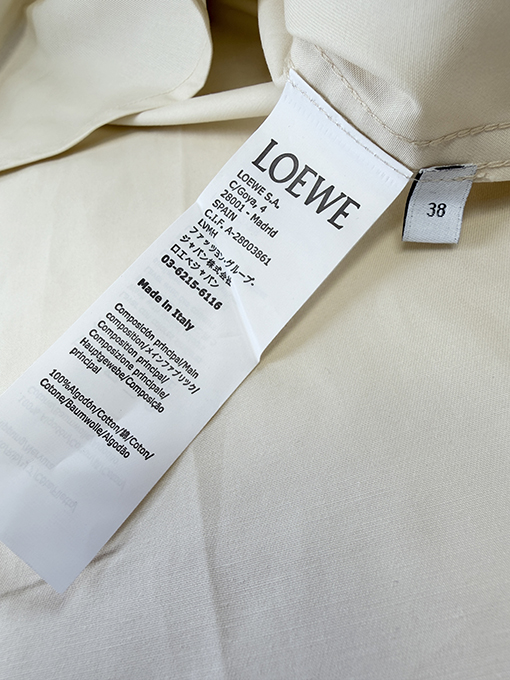 LOEWE
LOEWE S.A.
C/Goya, 4
28001 - Madrid
SPAIN
C.I.F. A-28003861
LVMH
ファッツョン・グループ・
ジャパン株式会社
ロエベジャパン
03-6215-6116
Made in Italy
Composición principal/Main
composition/メインファブリック/
Composition principal/
Composizione principale/
Hauptgewebe/Composição
principal
100%Algodón/Cotton/綿/Coton/
Cotone/Baumwolle/Algodão
38